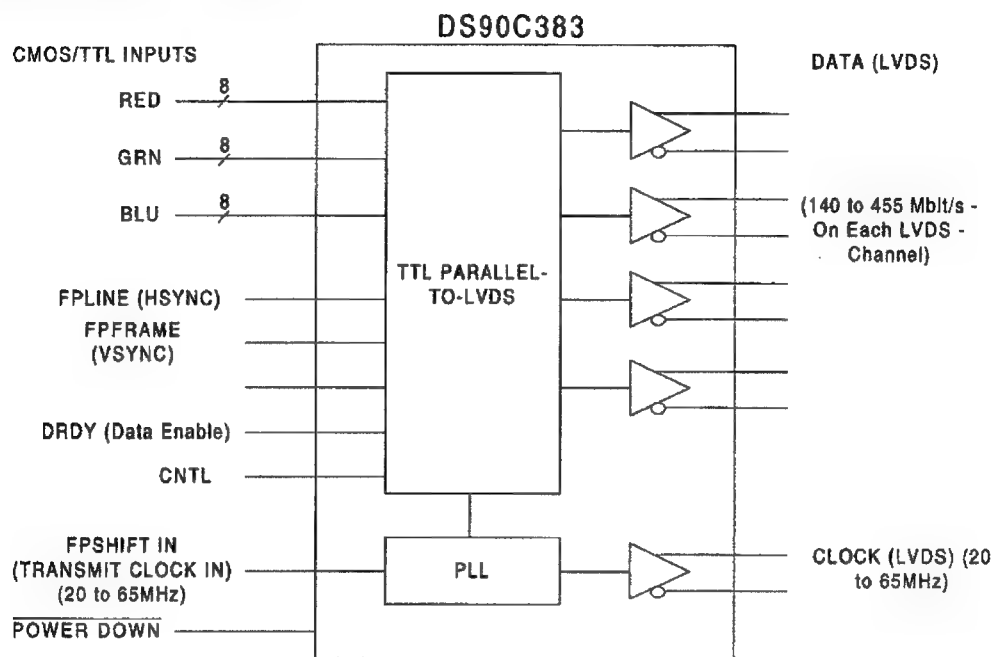 DS90C383
CMOS/TTL INPUTS
DATA (LVDS)
RED
8
GRN
8
BLU
8
(140 to 455 Mbit/s -
On Each LVDS -
Channel)
TTL PARALLEL-
TO-LVDS
FPLINE (HSYNC)
FPFRAME
(VSYNC)
DRDY (Data Enable)
CNTL
FPSHIFT IN
(TRANSMIT CLOCK IN)
(20 to 65MHz)
PLL
CLOCK (LVDS) (20
to 65MHz)
POWER DOWN